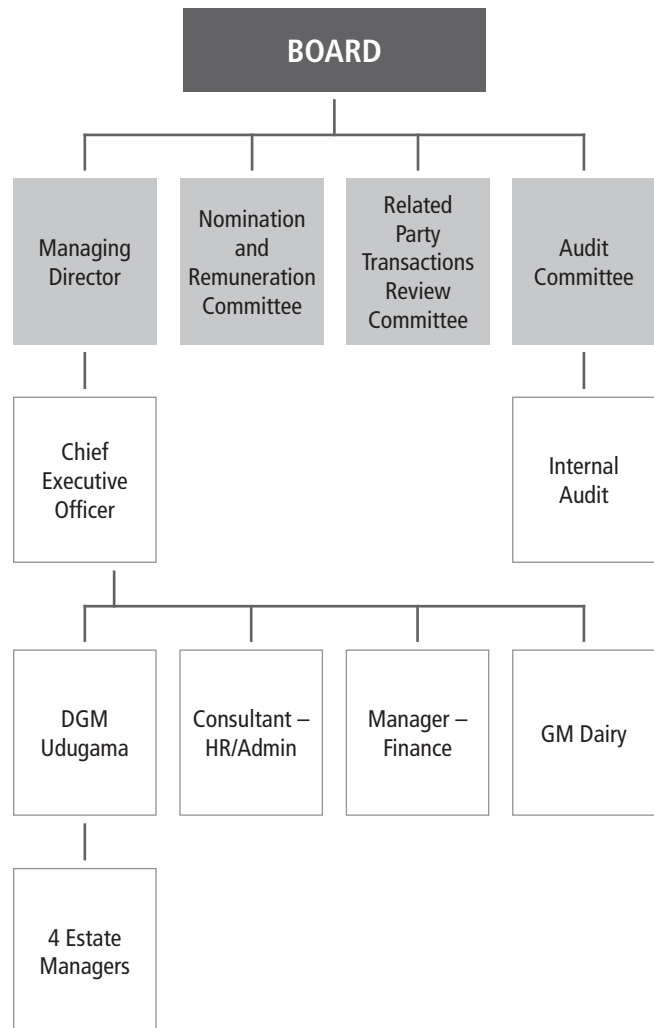 BOARD
Managing
Director
Nomination
and
Remuneration
Committee
Related
Party
Transactions
Review
Committee
Audit
Committee
Chief
Executive
Officer
Internal
Audit
DGM
Udugama
Consultant –
HR/Admin
Manager –
Finance
GM Dairy
4 Estate
Managers